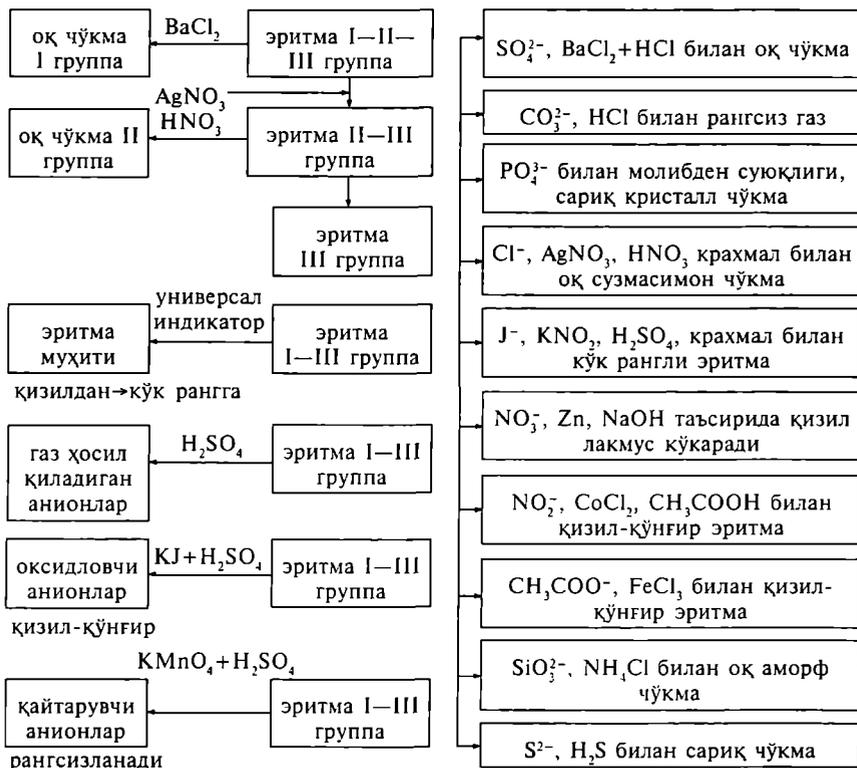 оқ чўкма
I группа
BaCl₂
эритма I—II—
III группа
AgNO₃
HNO₃
оқ чўкма II
группа
эритма II—III
группа
эритма
III группа
универсал
индикатор
эритма
муҳити
эритма
I—III группа
қизилдан→кўк рангга
газ ҳосил
қиладиган
анионлар
H₂SO₄
эритма I—III
группа
оксидловчи
анионлар
KJ+H₂SO₄
эритма I—III
группа
қизил-қўнғир
KMnO₄+H₂SO₄
қайтарувчи
анионлар
эритма I—III
группа
рангсизланади
SO₄²⁻, BaCl₂+HCl билан оқ чўкма
CO₃²⁻, HCl билан рангсиз газ
PO₄³⁻ билан молибден суюқлиги,
сариқ кристалл чўкма
Cl⁻, AgNO₃, HNO₃ крахмал билан
оқ сузмасимон чўкма
J⁻, KNO₂, H₂SO₄, крахмал билан
кўк рангли эритма
NO₃⁻, Zn, NaOH таъсирида қизил
лакмус кўкаради
NO₂⁻, CoCl₂, CH₃COOH билан
қизил-қўнғир эритма
CH₃COO⁻, FeCl₃ билан қизил-
қўнғир эритма
SiO₃²⁻, NH₄Cl билан оқ аморф
чўкма
S²⁻, H₂S билан сариқ чўкма